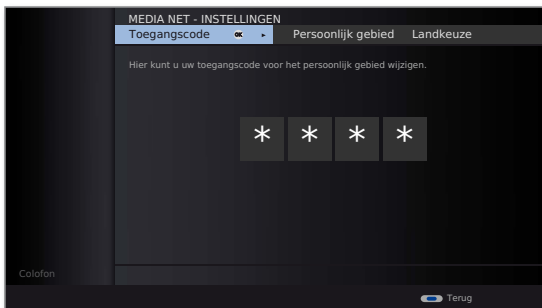 MEDIA NET - INSTELLINGEN
Toegangscode OK Persoonlijk gebied Landkeuze
Hier kunt u uw toegangscode voor het persoonlijk gebied wijzigen.
* * * *
Colofon
Terug